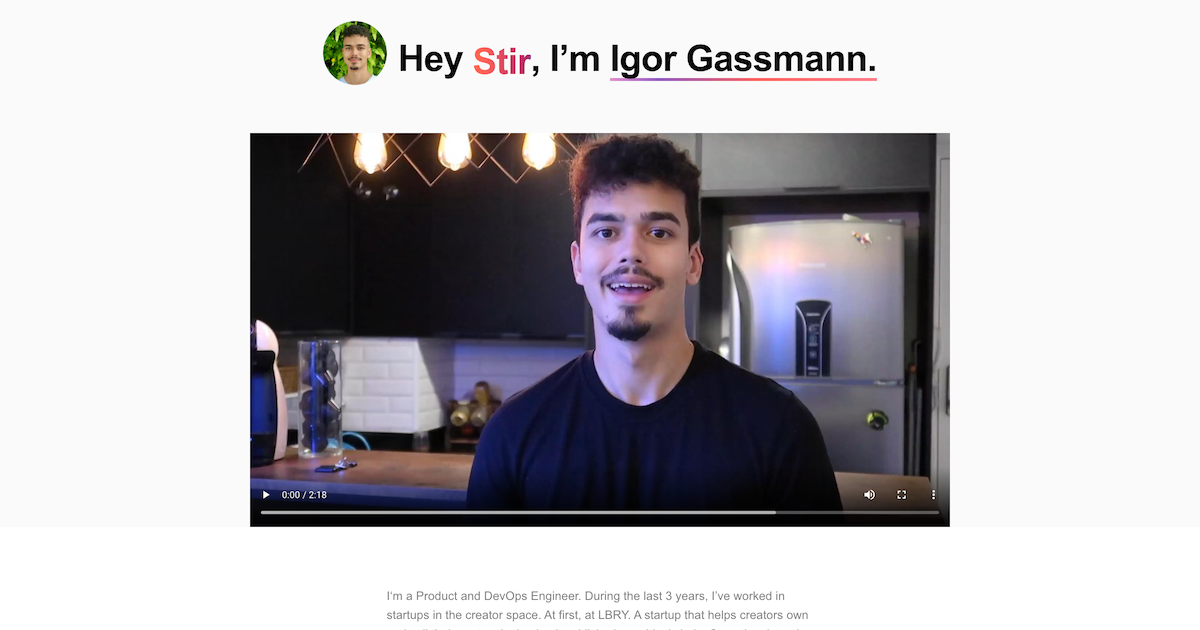 Hey Stir, I’m Igor Gassmann.
0:00 / 2:18
I’m a Product and DevOps Engineer. During the last 3 years, I’ve worked in
startups in the creator space. At first, at LBRY. A startup that helps creators own